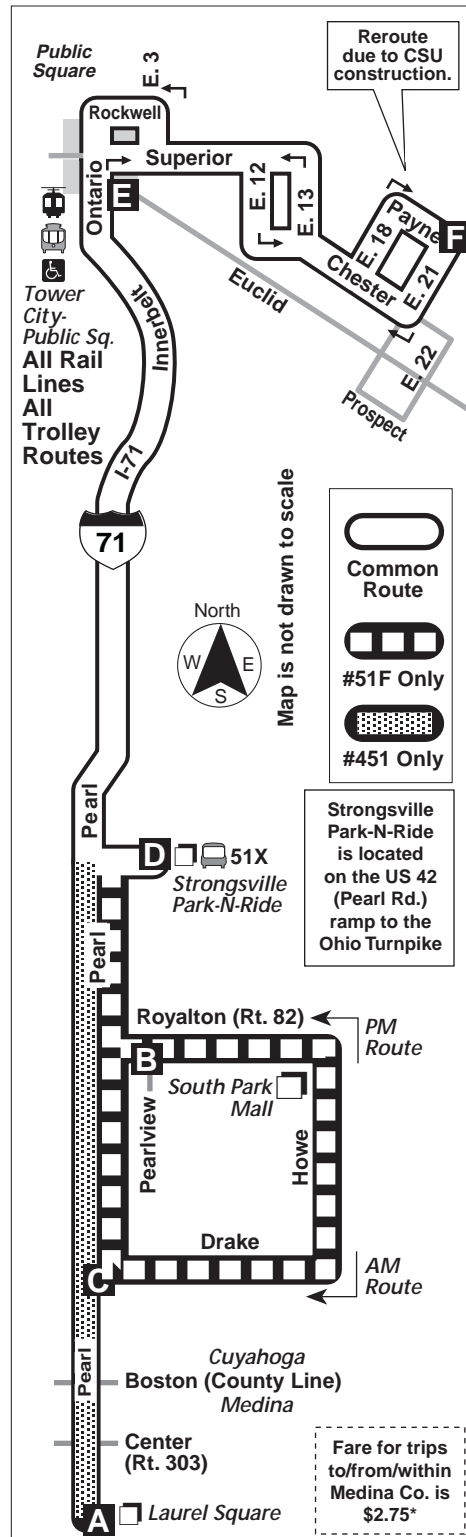 Public
Square
E. 3
Reroute
due to CSU
construction.
Rockwell
Superior
Ontario
E
E. 12
E. 13
Payne
F
E. 18
E. 21
Chester
Euclid
E. 22
Prospect
Tower
City-
Public Sq.
All Rail
Lines
All
Trolley
Routes
Innerbelt
I-71
71
North
W E
S
Map is not drawn to scale
Common
Route
#51F Only
#451 Only
Pearl
D 51X
Strongsville
Park-N-Ride
Strongsville
Park-N-Ride
is located
on the US 42
(Pearl Rd.)
ramp to the
Ohio Turnpike
Pearl
Royalton (Rt. 82)
PM
Route
B
South Park
Mall
Pearlview
Howe
Drake
C
AM
Route
Pearl
Cuyahoga
Boston (County Line)
Medina
Center
(Rt. 303)
A Laurel Square
Fare for trips
to/from/within
Medina Co. is
$2.75*